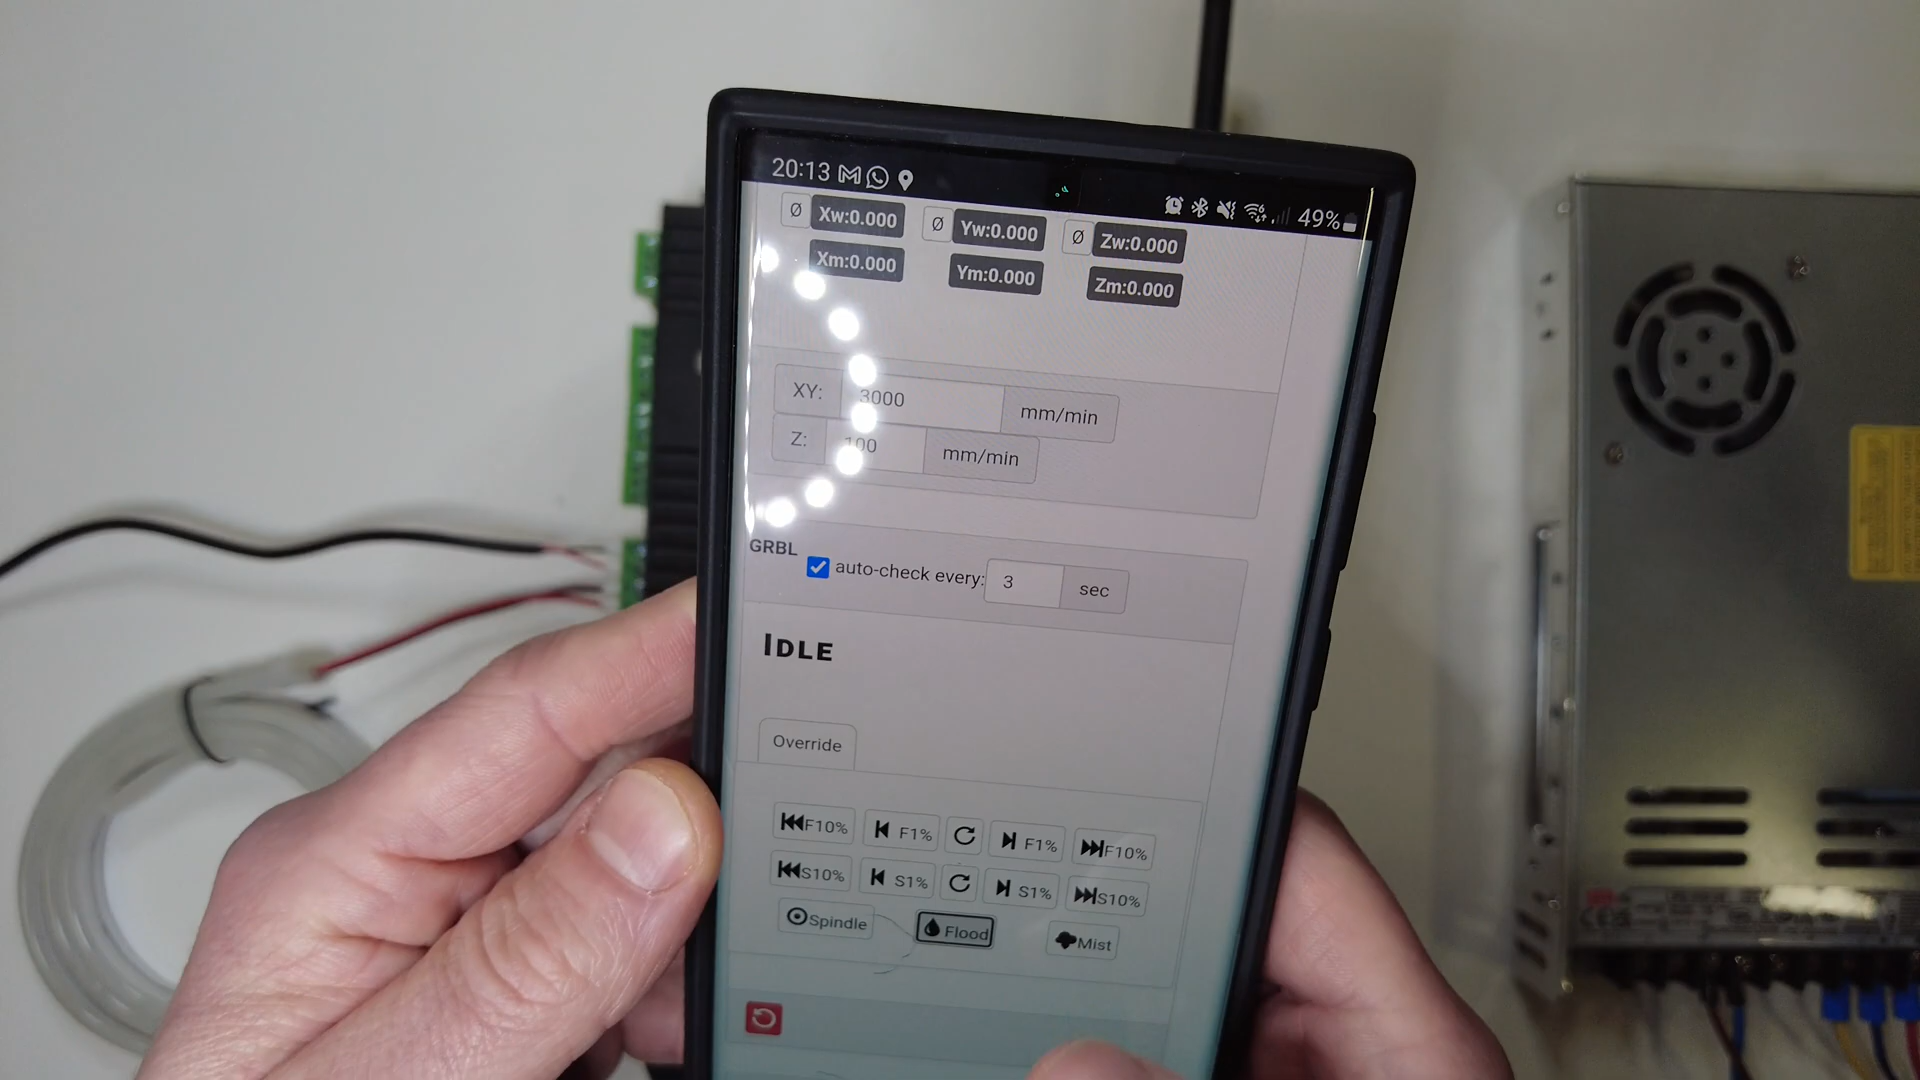 20:13 49%
Ø Xw:0.000 Ø Yw:0.000 Ø Zw:0.000
Xm:0.000 Ym:0.000 Zm:0.000
XY: 3000 mm/min
Z: 100 mm/min
GRBL
auto-check every: 3 sec
IDLE
Override
F10% F1% F1% F10%
S10% S1% S1% S10%
Spindle Flood Mist
CE